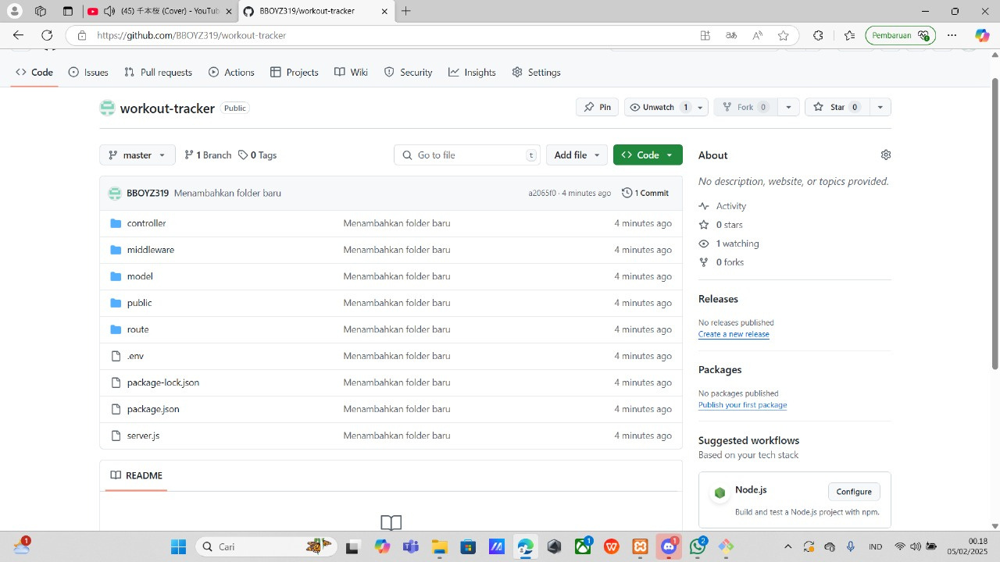 (45) 千本桜 (Cover) - YouTub
BBOYZ319/workout-tracker
https://github.com/BBOYZ319/workout-tracker
Pembaruan
Code
Issues
Pull requests
Actions
Projects
Wiki
Security
Insights
Settings
workout-tracker Public
Pin
Unwatch 1
Fork 0
Star 0
master
1 Branch
0 Tags
Go to file
t
Add file
Code
BBOYZ319 Menambahkan folder baru a2065f0 · 4 minutes ago 1 Commit
controller Menambahkan folder baru 4 minutes ago
middleware Menambahkan folder baru 4 minutes ago
model Menambahkan folder baru 4 minutes ago
public Menambahkan folder baru 4 minutes ago
route Menambahkan folder baru 4 minutes ago
.env Menambahkan folder baru 4 minutes ago
package-lock.json Menambahkan folder baru 4 minutes ago
package.json Menambahkan folder baru 4 minutes ago
server.js Menambahkan folder baru 4 minutes ago
README
About
No description, website, or topics provided.
Activity
0 stars
1 watching
0 forks
Releases
No releases published
Create a new release
Packages
No packages published
Publish your first package
Suggested workflows
Based on your tech stack
Node.js
Configure
Build and test a Node.js project with npm.
1
Cari
1
1
2
IND
00.18
05/02/2025